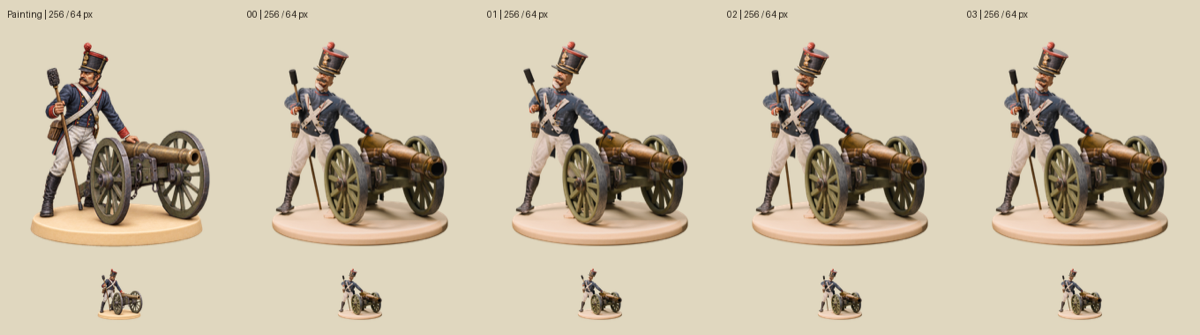 Painting | 256 / 64 px
00 | 256 / 64 px
01 | 256 / 64 px
02 | 256 / 64 px
03 | 256 / 64 px